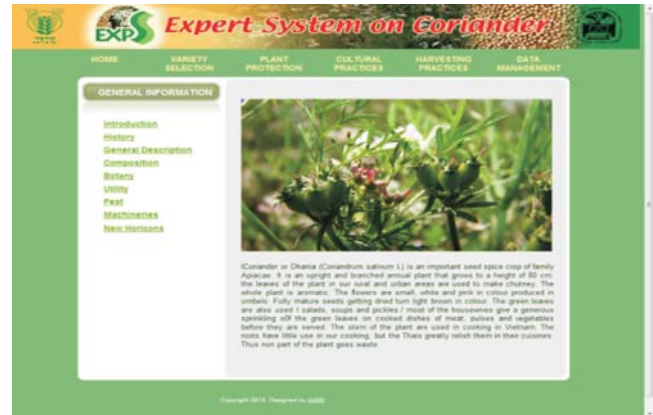 EXPS Expert System on Coriander
HOME VARIETY SELECTION PLANT PROTECTION CULTURAL PRACTICES HARVESTING PRACTICES DATA MANAGEMENT
GENERAL INFORMATION
Introduction
History
General Description
Composition
Botany
Utility
Pest
Machineries
New Horizons
ICoriander or Dhania (Coriandrum sativum L) is an important seed spice crop of family
Apiacae. It is an upright and branched annual plant that grows to a height of 80 cm;
the leaves of the plant in our rural and urban areas are used to make chutney. The
whole plant is aromatic. The flowers are small, white and pink in colour produced in
umbels. Fully mature seeds getting dried turn light brown in colour. The green leaves
are also used I salads, soups and pickles / most of the housewives give a generous
sprinkling o0f the green leaves on cooked dishes of meat, pulses and vegetables
before they are served. The stem of the plant are used in cooking in Vietnam. The
roots have little use in our cooking, but the Thais greatly relish them in their cuisines.
Thus non part of the plant goes waste.
Copyright 2014, Designed by